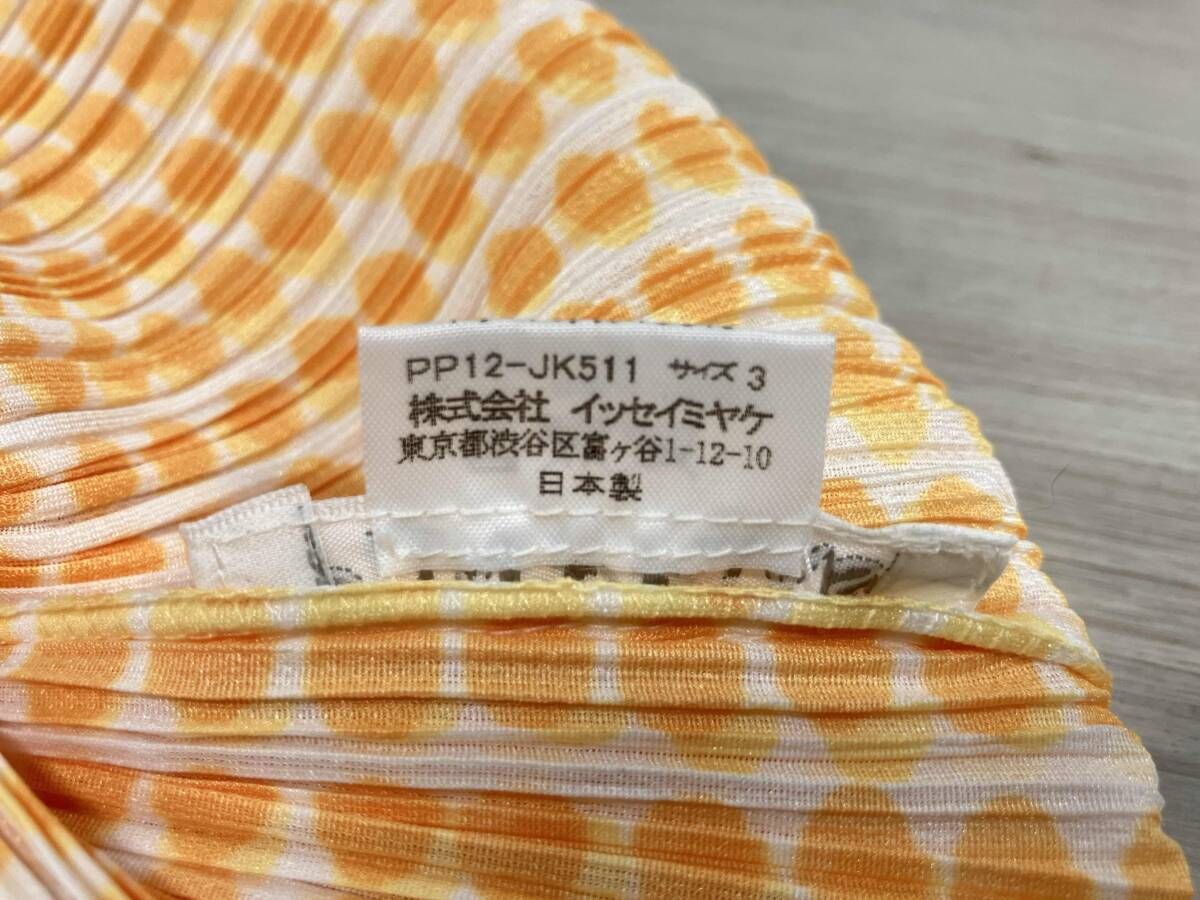 PP12-JK511 サイズ 3
株式会社 イッセイミヤケ
東京都渋谷区富ヶ谷1-12-10
日本製